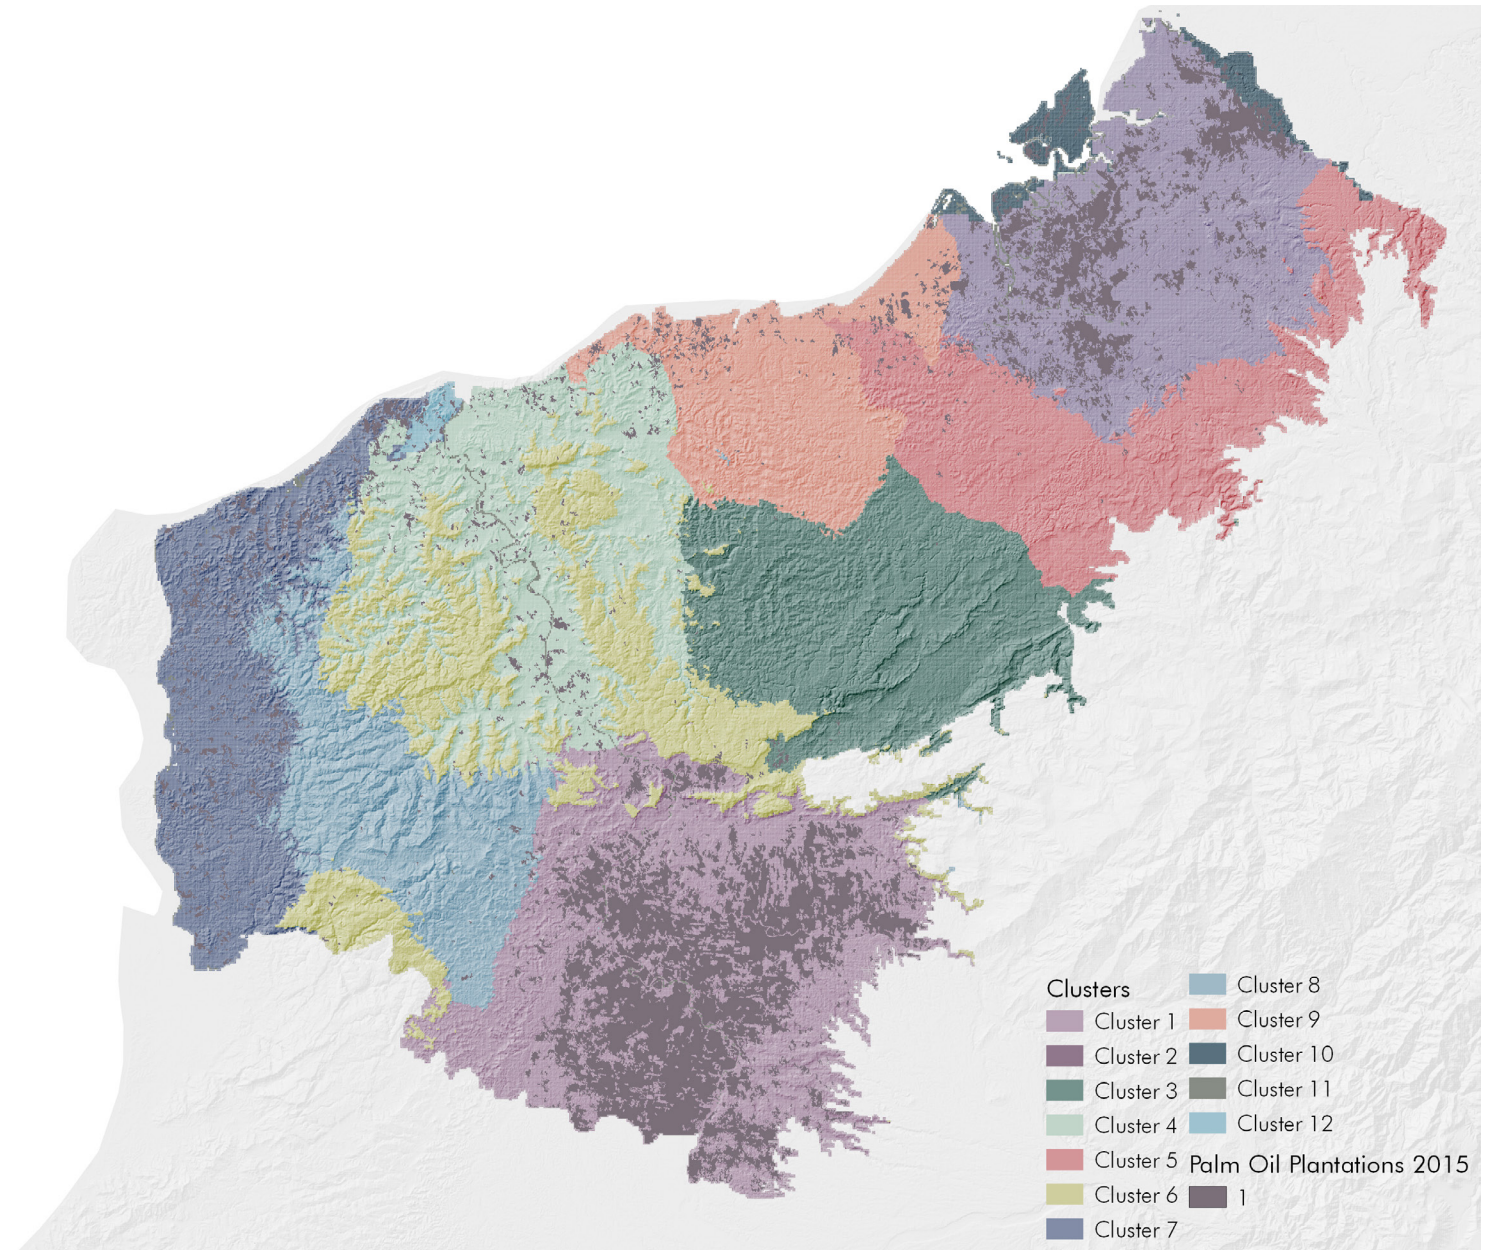 Clusters
Cluster 1
Cluster 2
Cluster 3
Cluster 4
Cluster 5
Cluster 6
Cluster 7
Cluster 8
Cluster 9
Cluster 10
Cluster 11
Cluster 12
Palm Oil Plantations 2015
1